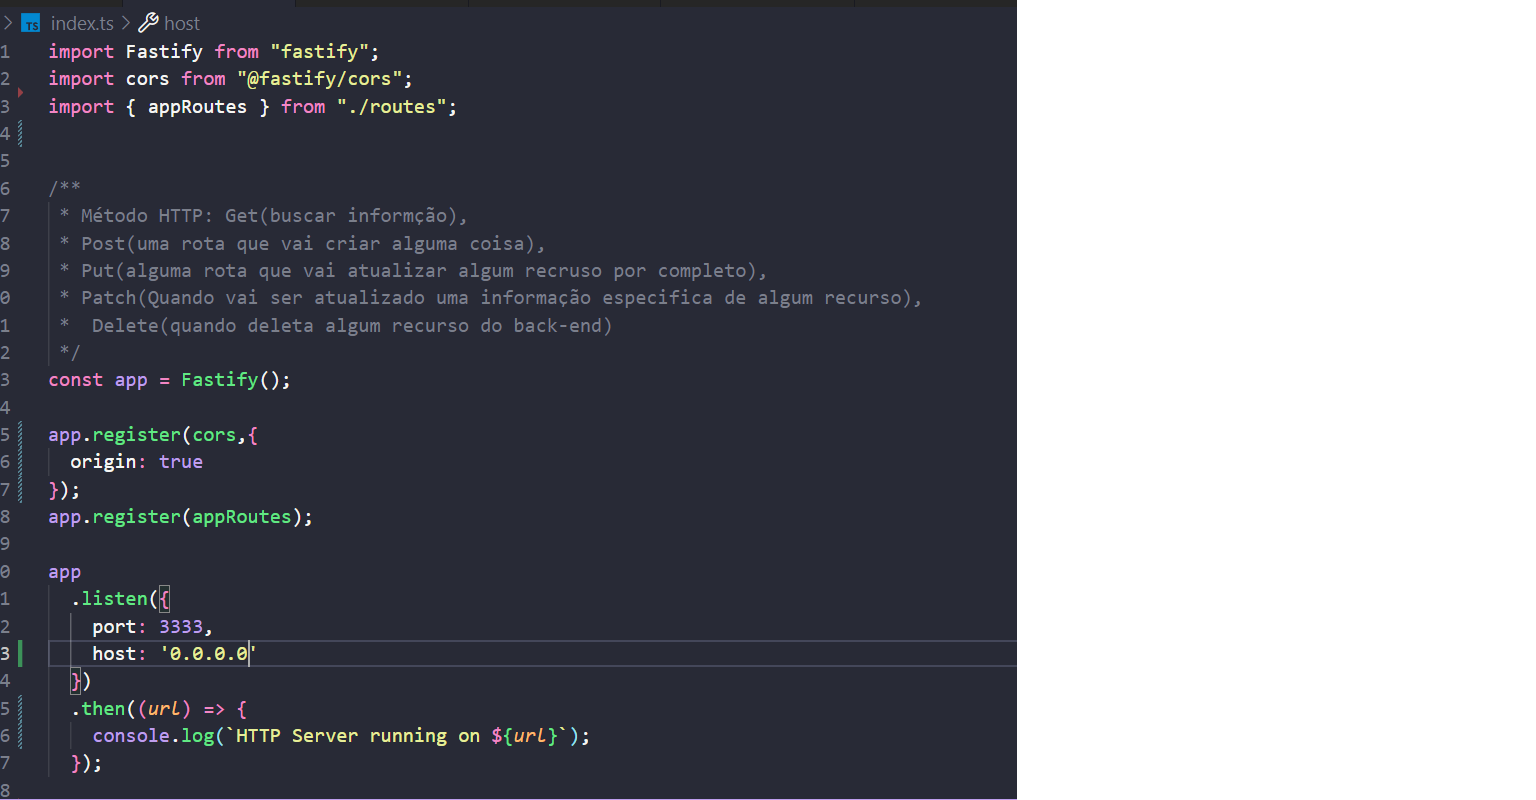 TS index.ts host
1 import Fastify from "fastify";
2 import cors from "@fastify/cors";
3 import { appRoutes } from "./routes";
4
5
6 /**
7  * Método HTTP: Get(buscar informção),
8  * Post(uma rota que vai criar alguma coisa),
9  * Put(alguma rota que vai atualizar algum recruso por completo),
0  * Patch(Quando vai ser atualizado uma informação especifica de algum recurso),
1  *  Delete(quando deleta algum recurso do back-end)
2  */
3 const app = Fastify();
4
5 app.register(cors,{
6   origin: true
7 });
8 app.register(appRoutes);
9
0 app
1   .listen({
2     port: 3333,
3     host: '0.0.0.0'
4   })
5   .then((url) => {
6     console.log(`HTTP Server running on ${url}`);
7   });
8